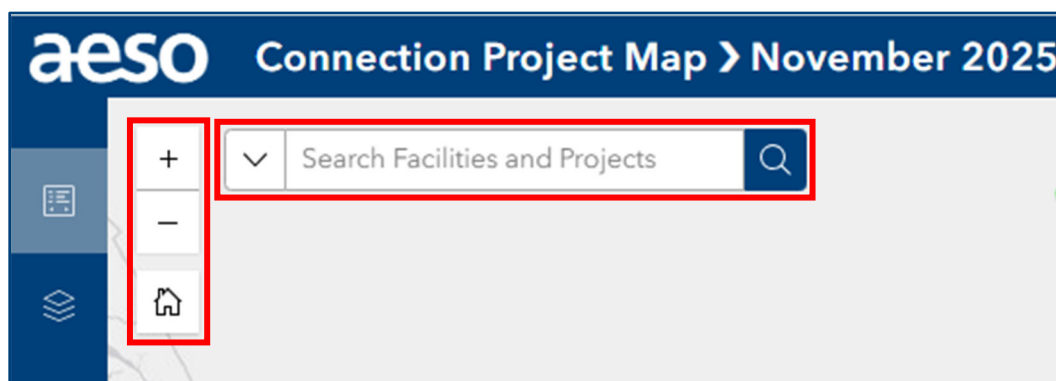 aeso Connection Project Map ❯ November 2025
Search Facilities and Projects